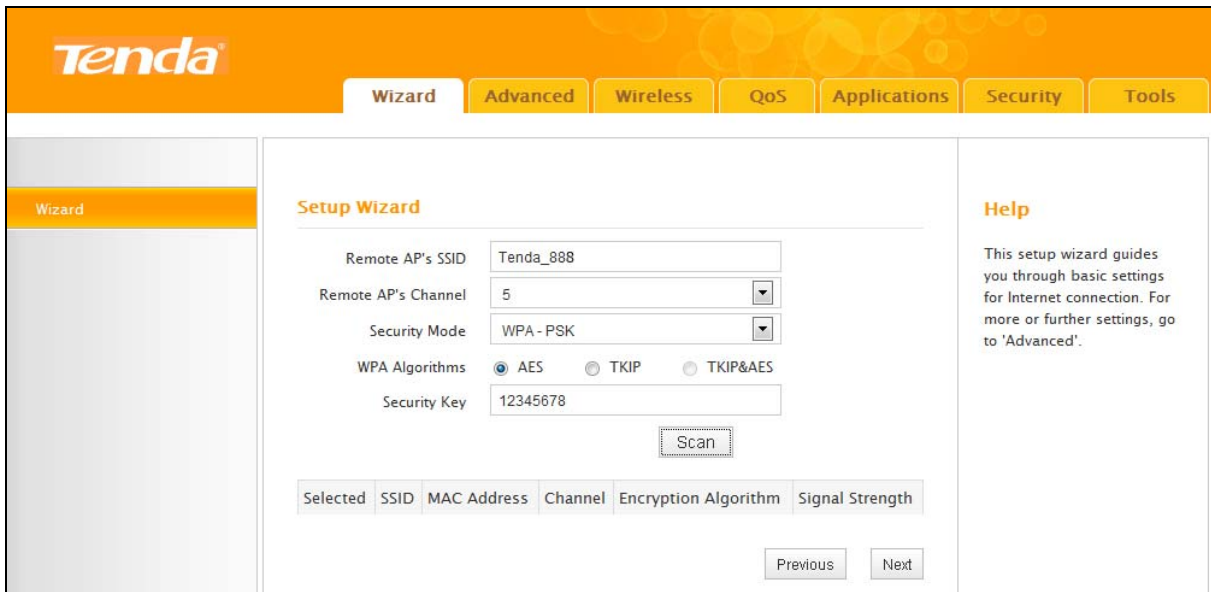 Tenda®
Wizard Advanced Wireless QoS Applications Security Tools
Wizard
Setup Wizard
Remote AP's SSID Tenda_888
Remote AP's Channel 5
Security Mode WPA - PSK
WPA Algorithms AES TKIP TKIP&AES
Security Key 12345678
Scan
Selected SSID MAC Address Channel Encryption Algorithm Signal Strength
Previous Next
Help
This setup wizard guides
you through basic settings
for Internet connection. For
more or further settings, go
to 'Advanced'.